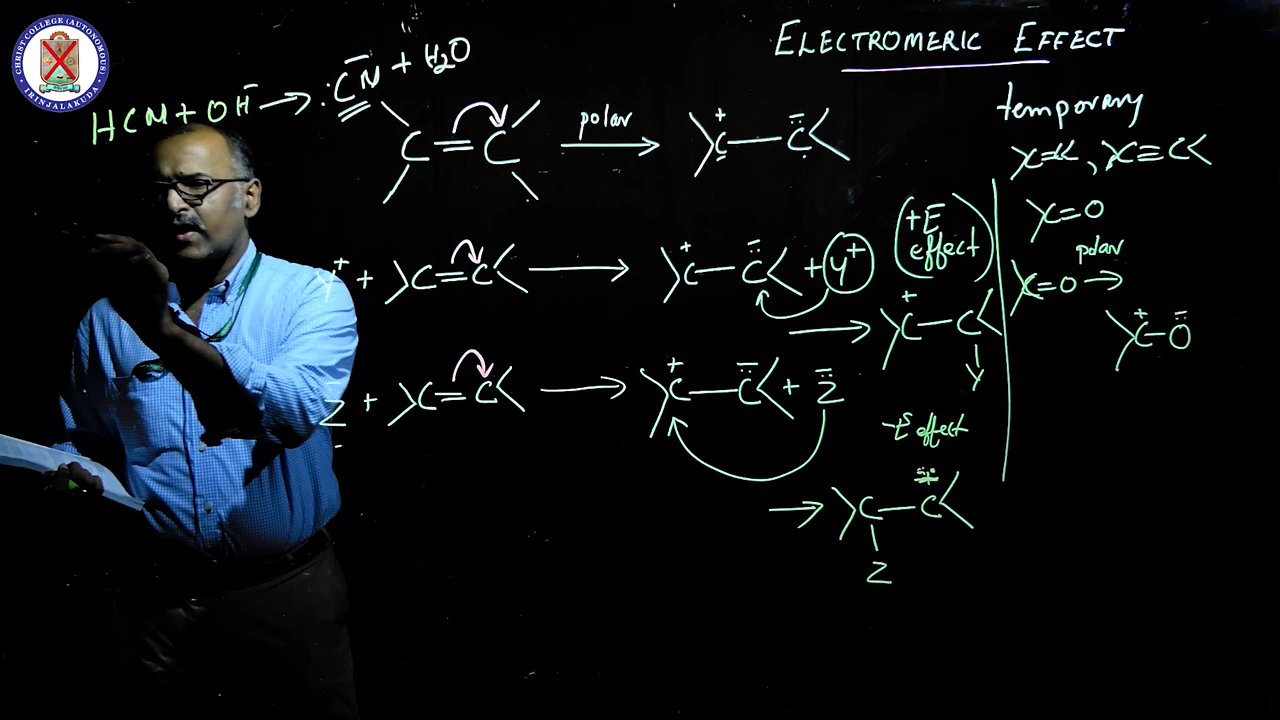 CHRIST COLLEGE (AUTONOMOUS)
IRINJALAKUDA
ELECTROMERIC EFFECT
HCN + OH⁻ → :C̄N + H2O
temporary
C=C polar → C⁺—C̈⁻
C=C, C≡C
C=O
C=O polar →
C⁺—Ö⁻
Y⁺ + C=C → C⁺—C̈⁻ + Y⁺
(+E effect)
→ C⁺—C
Y
Z + C=C → C⁺—C̈⁻ + Z̈⁻
-E effect
→ C—C̈
Z